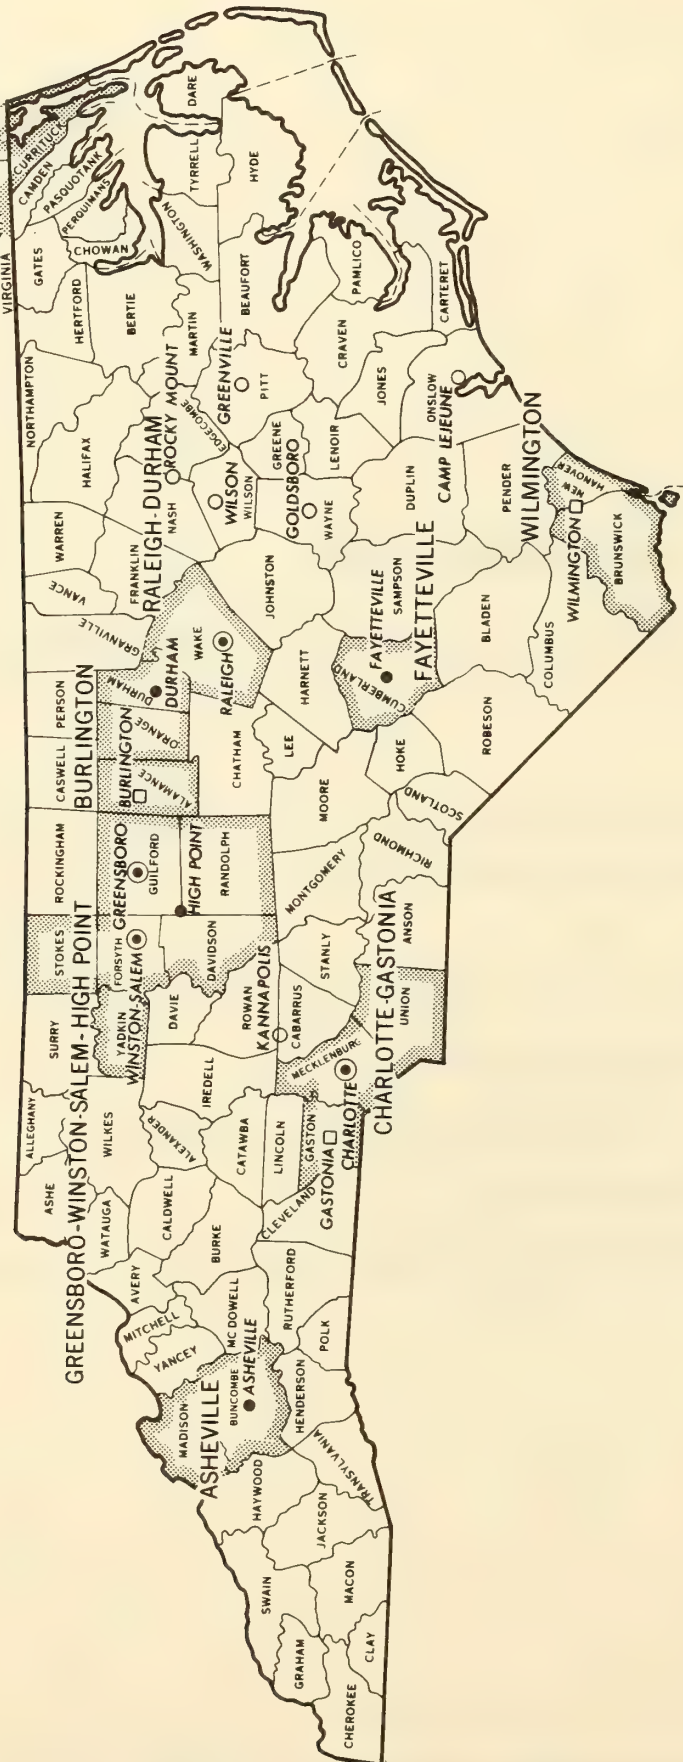 VIRGINIA
CURRITUCK
CAMDEN
PASQUOTANK
PERQUIMANS
CHOWAN
GATES
HERTFORD
BERTIE
NORTHAMPTON
HALIFAX
WARREN
VANCE
GRANVILLE
PERSON
CASWELL
ROCKINGHAM
STOKES
SURRY
ALLEGHANY
ASHE
WATAUGA
WILKES
YADKIN
FORSYTH
GUILFORD
ALAMANCE
ORANGE
DURHAM
FRANKLIN
NASH
EDGECOMBE
MARTIN
WASHINGTON
TYRRELL
DARE
HYDE
BEAUFORT
PITT
GREENE
WILSON
WAKE
JOHNSTON
WAYNE
LENOIR
CRAVEN
PAMLICO
CARTERET
JONES
ONSLOW
DUPLIN
PENDER
NEW
HANOVER
BRUNSWICK
COLUMBUS
BLADEN
SAMPSON
CUMBERLAND
HARNETT
LEE
CHATHAM
RANDOLPH
DAVIDSON
DAVIE
ROWAN
IREDELL
ALEXANDER
CALDWELL
AVERY
MITCHELL
YANCEY
MC DOWELL
BURKE
CATAWBA
LINCOLN
GASTON
CLEVELAND
RUTHERFORD
POLK
HENDERSON
BUNCOMBE
MADISON
HAYWOOD
TRANSYLVANIA
JACKSON
SWAIN
MACON
GRAHAM
CLAY
CHEROKEE
MECKLENBURG
CABARRUS
STANLY
UNION
ANSON
MONTGOMERY
RICHMOND
MOORE
HOKE
SCOTLAND
ROBESON
GREENSBORO-WINSTON-SALEM-HIGH POINT
BURLINGTON
RALEIGH-DURHAM
ASHEVILLE
CHARLOTTE-GASTONIA
FAYETTEVILLE
WILMINGTON
WINSTON-SALEM
GREENSBORO
HIGH POINT
BURLINGTON
DURHAM
RALEIGH
ROCKY MOUNT
WILSON
GREENVILLE
GOLDSBORO
KANNAPOLIS
CHARLOTTE
GASTONIA
ASHEVILLE
FAYETTEVILLE
CAMP LEJEUNE
WILMINGTON